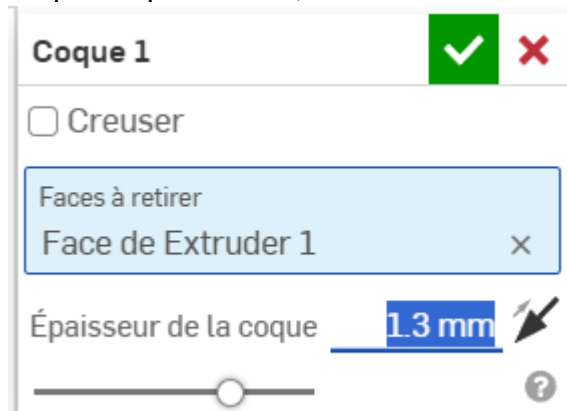 Coque 1
Creuser
Faces à retirer
Face de Extruder 1
Épaisseur de la coque 1.3 mm